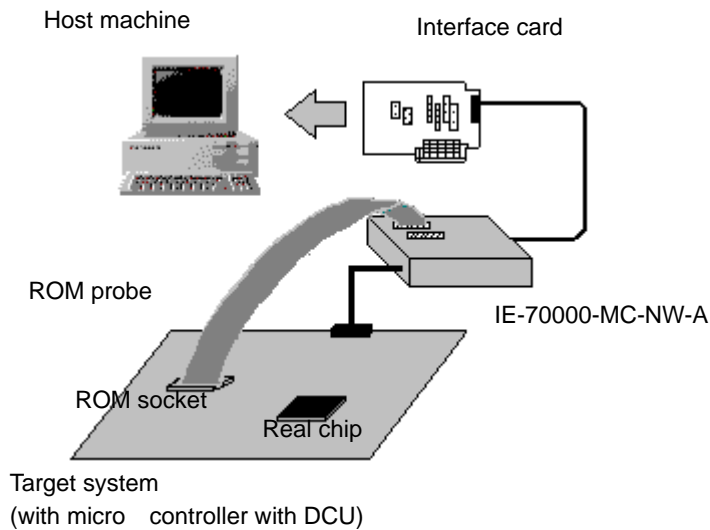 Host machine
Interface card
ROM probe
IE-70000-MC-NW-A
ROM socket
Real chip
Target system
(with micro controller with DCU)